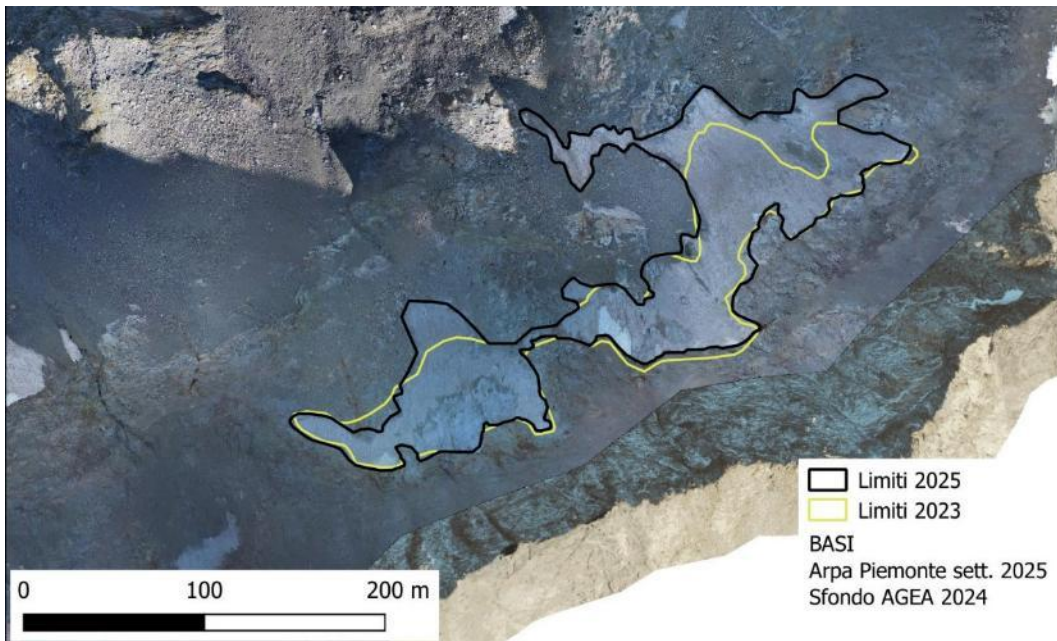 Limiti 2025
Limiti 2023
BASI
Arpa Piemonte sett. 2025
Sfondo AGEA 2024
0 100 200 m